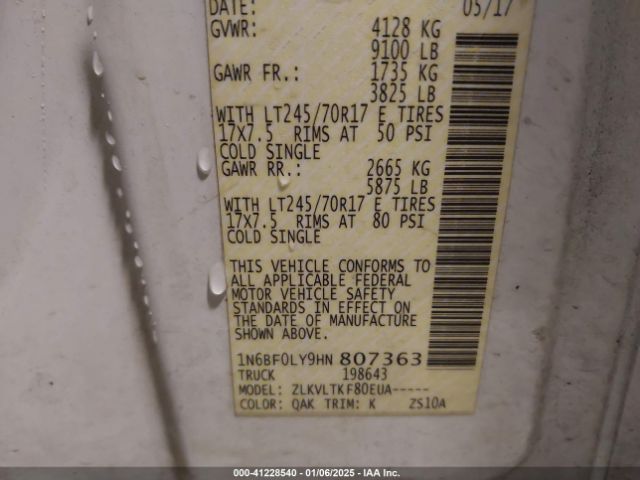 DATE: 05/17
GVWR: 4128 KG
9100 LB
GAWR FR.: 1735 KG
3825 LB
WITH LT245/70R17 E TIRES
17X7.5 RIMS AT 50 PSI
COLD SINGLE
GAWR RR.: 2665 KG
5875 LB
WITH LT245/70R17 E TIRES
17X7.5 RIMS AT 80 PSI
COLD SINGLE
THIS VEHICLE CONFORMS TO
ALL APPLICABLE FEDERAL
MOTOR VEHICLE SAFETY
STANDARDS IN EFFECT ON
THE DATE OF MANUFACTURE
SHOWN ABOVE.
1N6BF0LY9HN 807363
TRUCK 198643
MODEL: ZLKVLTKF80EUA-----
COLOR: QAK TRIM: K ZS10A
000-41228540 - 01/06/2025 - IAA Inc.